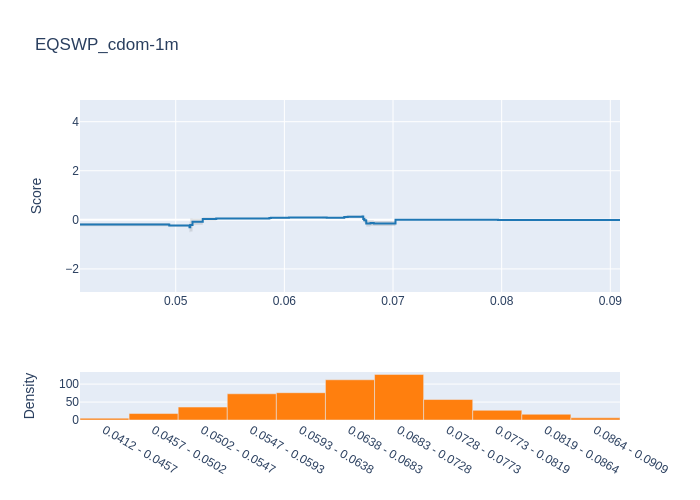 EQSWP_cdom-1m
Score
4
2
0
−2
0.05
0.06
0.07
0.08
0.09
Density
100
50
0
0.0412 - 0.0457
0.0457 - 0.0502
0.0502 - 0.0547
0.0547 - 0.0593
0.0593 - 0.0638
0.0638 - 0.0683
0.0683 - 0.0728
0.0728 - 0.0773
0.0773 - 0.0819
0.0819 - 0.0864
0.0864 - 0.0909